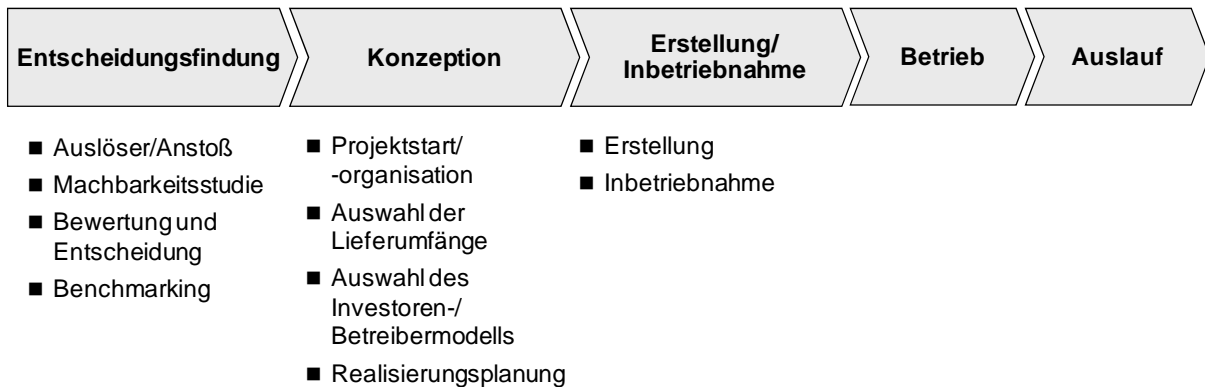 Entscheidungsfindung
Konzeption
Erstellung/
Inbetriebnahme
Betrieb
Auslauf
■ Auslöser/Anstoß
■ Machbarkeitsstudie
■ Bewertung und
Entscheidung
■ Benchmarking
■ Projektstart/
-organisation
■ Auswahl der
Lieferumfänge
■ Auswahl des
Investoren-/
Betreibermodells
■ Realisierungsplanung
■ Erstellung
■ Inbetriebnahme